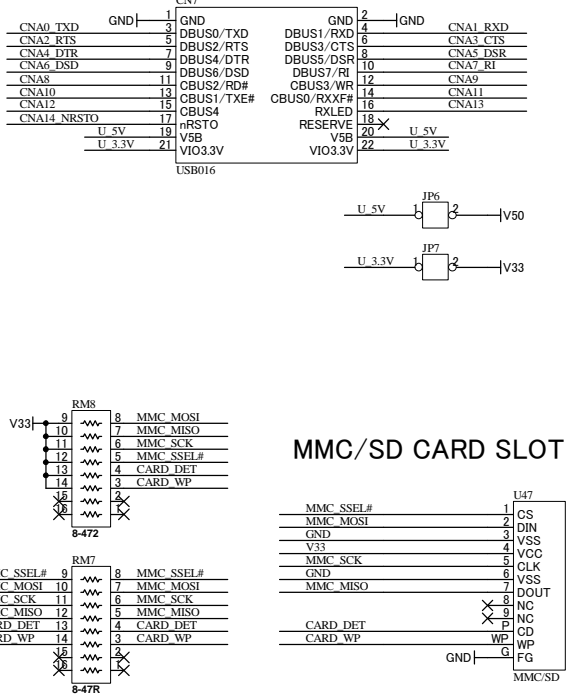 CN7
GND 1 GND GND 2 GND
CNA0_TXD 3 DBUS0/TXD DBUS1/RXD 4 CNA1_RXD
CNA2_RTS 5 DBUS2/RTS DBUS3/CTS 6 CNA3_CTS
CNA4_DTR 7 DBUS4/DTR DBUS5/DSR 8 CNA5_DSR
CNA6_DSD 9 DBUS6/DSD DBUS7/RI 10 CNA7_RI
CNA8 11 CBUS2/RD# CBUS3/WR 12 CNA9
CNA10 13 CBUS1/TXE# CBUS0/RXXF# 14 CNA11
CNA12 15 CBUS4 RXLED 16 CNA13
CNA14_NRSTO 17 nRSTO RESERVE 18
U_5V 19 V5B V5B 20 U_5V
U_3.3V 21 VIO3.3V VIO3.3V 22 U_3.3V
USB016
JP6
U_5V 1 2 V50
JP7
U_3.3V 1 2 V33
RM8
V33 9 8 MMC_MOSI
10 7 MMC_MISO
11 6 MMC_SCK
12 5 MMC_SSEL#
13 4 CARD_DET
14 3 CARD_WP
15 2
16 1
8-472
RM7
C_SSEL# 9 8 MMC_SSEL#
C_MOSI 10 7 MMC_MOSI
C_SCK 11 6 MMC_SCK
C_MISO 12 5 MMC_MISO
RD_DET 13 4 CARD_DET
RD_WP 14 3 CARD_WP
15 2
16 1
8-47R
MMC/SD CARD SLOT
U47
MMC_SSEL# 1 CS
MMC_MOSI 2 DIN
GND 3 VSS
V33 4 VCC
MMC_SCK 5 CLK
GND 6 VSS
MMC_MISO 7 DOUT
8 NC
9 NC
CARD_DET P CD
CARD_WP WP WP
GND G FG
MMC/SD